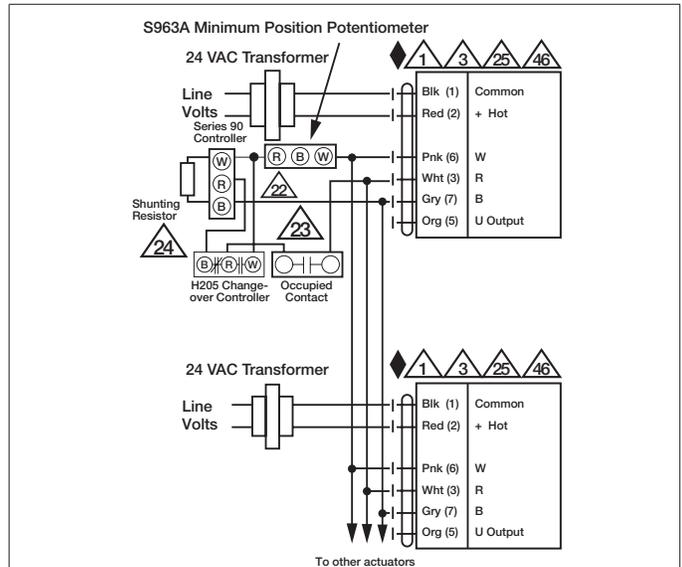 S963A Minimum Position Potentiometer
24 VAC Transformer
1 3 25 46
Line
Volts
Blk (1) Common
Red (2) + Hot
Pnk (6) W
Wht (3) R
Gry (7) B
Org (5) U Output
Series 90
Controller
W
R
B
R B W
22
Shunting
Resistor
24
23
B R W
H205 Change-
over Controller
Occupied
Contact
24 VAC Transformer
1 3 25 46
Line
Volts
Blk (1) Common
Red (2) + Hot
Pnk (6) W
Wht (3) R
Gry (7) B
Org (5) U Output
To other actuators